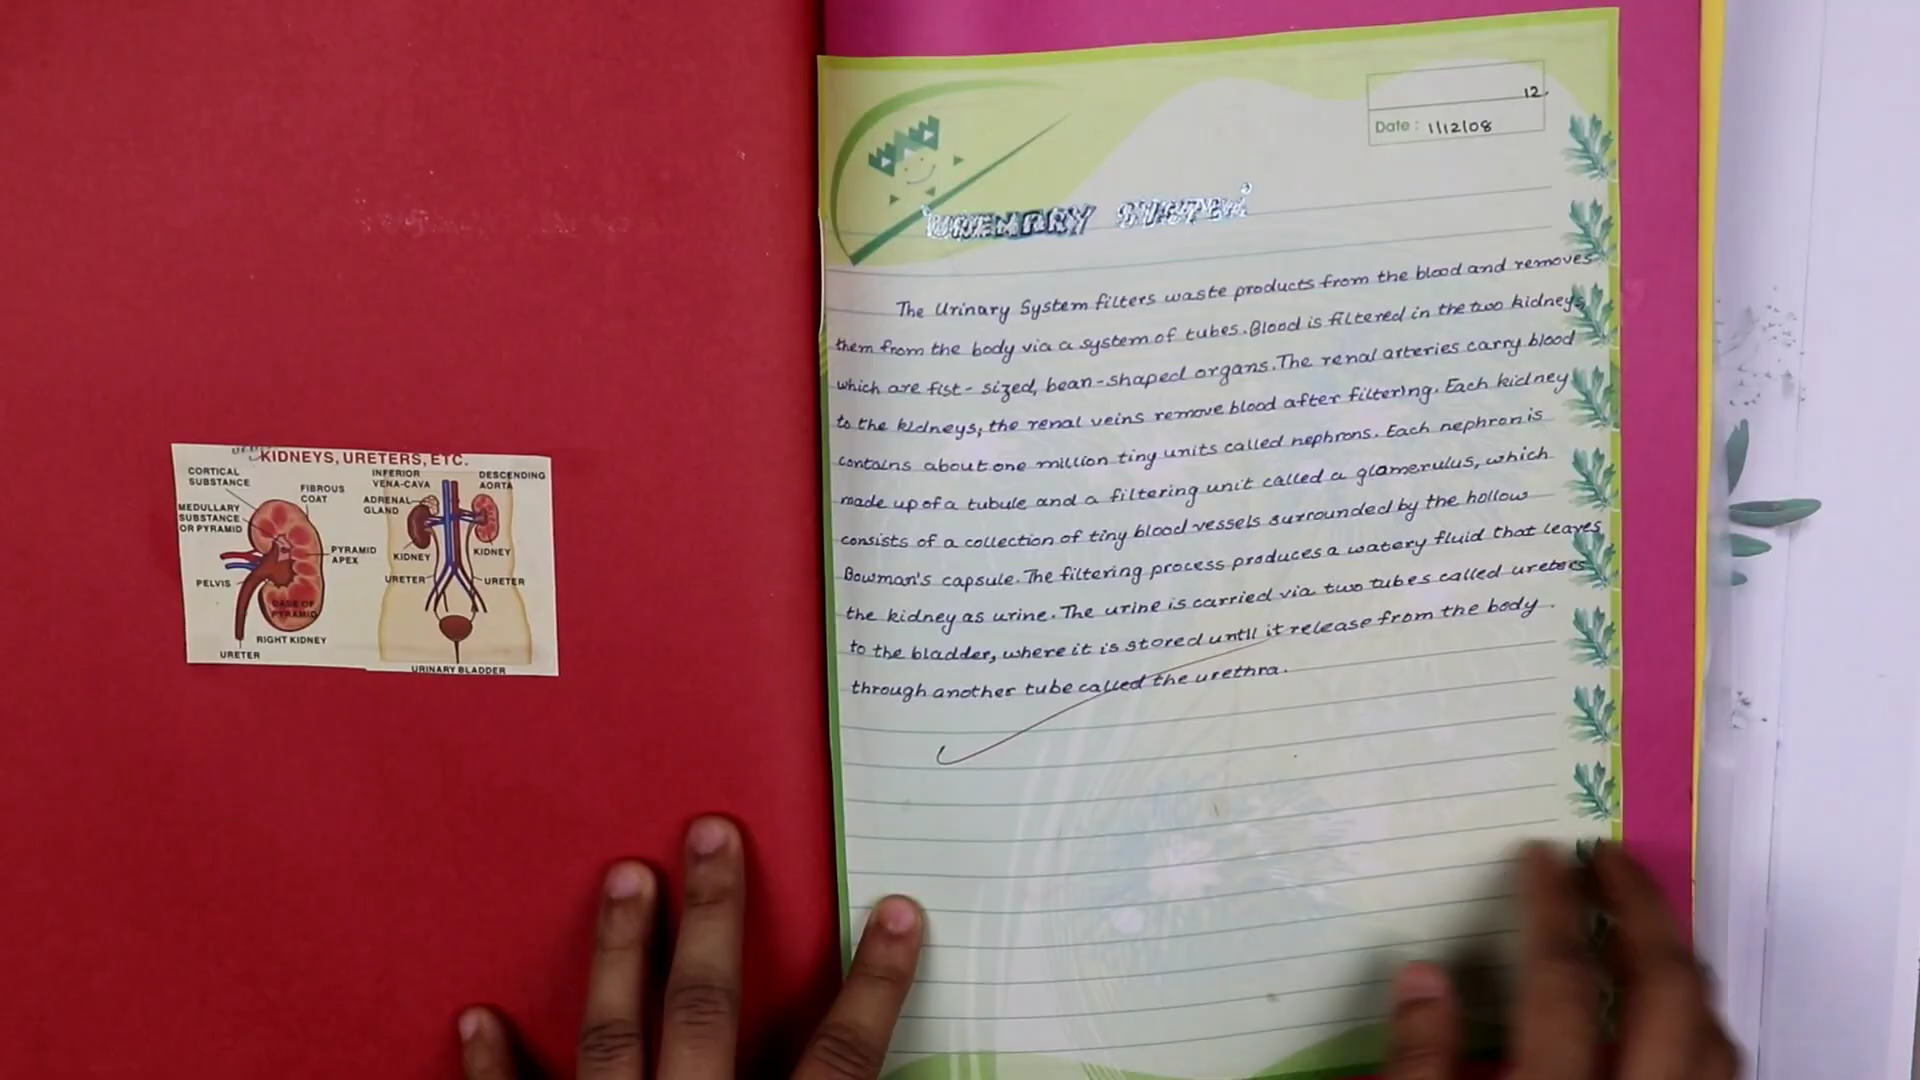 KIDNEYS, URETERS, ETC.
CORTICAL
SUBSTANCE
FIBROUS
COAT
MEDULLARY
SUBSTANCE
OR PYRAMID
PYRAMID
APEX
PELVIS
BASE OF
PYRAMID
RIGHT KIDNEY
URETER
INFERIOR
VENA-CAVA
DESCENDING
AORTA
ADRENAL
GLAND
KIDNEY
KIDNEY
URETER
URETER
URINARY BLADDER
12.
Date : 1/12/08
'URENARY SYSTEM'
The Urinary System filters waste products from the blood and removes
them from the body via a system of tubes. Blood is filtered in the two kidneys,
which are fist-sized, bean-shaped organs. The renal arteries carry blood
to the kidneys; the renal veins remove blood after filtering. Each kidney
contains about one million tiny units called nephrons. Each nephron is
made up of a tubule and a filtering unit called a glamerulus, which
consists of a collection of tiny blood vessels surrounded by the hollow
Bowman's capsule. The filtering process produces a watery fluid that leaves
the kidney as urine. The urine is carried via two tubes called ureters
to the bladder, where it is stored until it release from the body.
through another tube called the urethra.